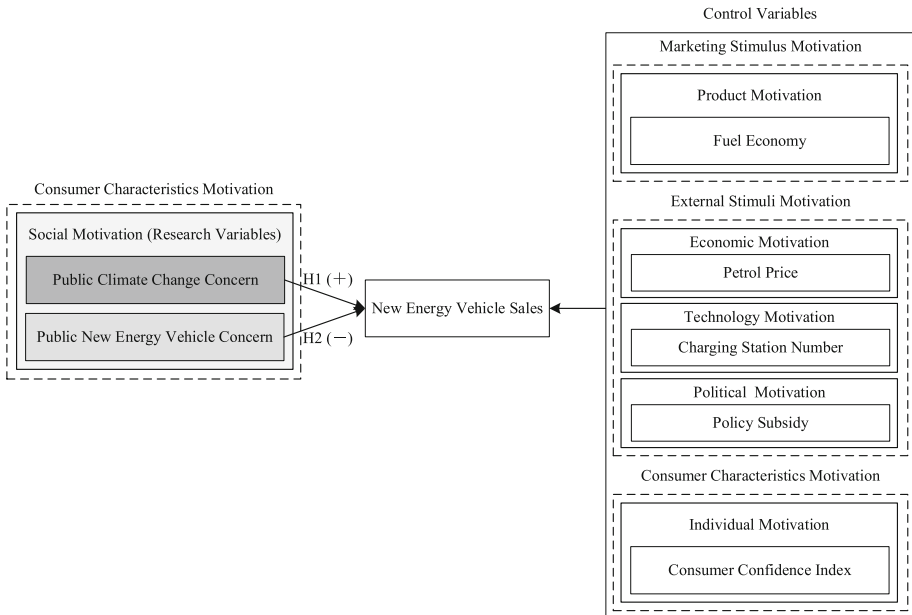 Consumer Characteristics Motivation
Social Motivation (Research Variables)
Public Climate Change Concern
Public New Energy Vehicle Concern
H1 (+)
H2 (−)
New Energy Vehicle Sales
Control Variables
Marketing Stimulus Motivation
Product Motivation
Fuel Economy
External Stimuli Motivation
Economic Motivation
Petrol Price
Technology Motivation
Charging Station Number
Political Motivation
Policy Subsidy
Consumer Characteristics Motivation
Individual Motivation
Consumer Confidence Index